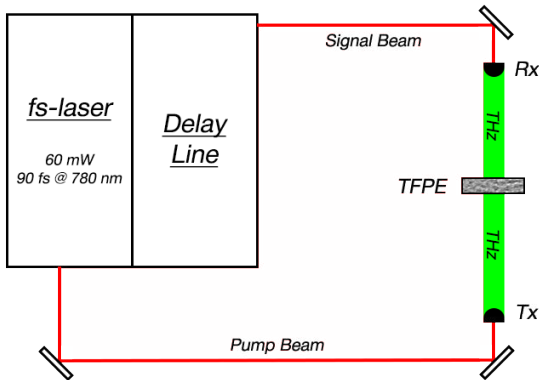 Signal Beam
fs-laser
60 mW
90 fs @ 780 nm
Delay
Line
Rx
THz
TFPE
THz
Tx
Pump Beam